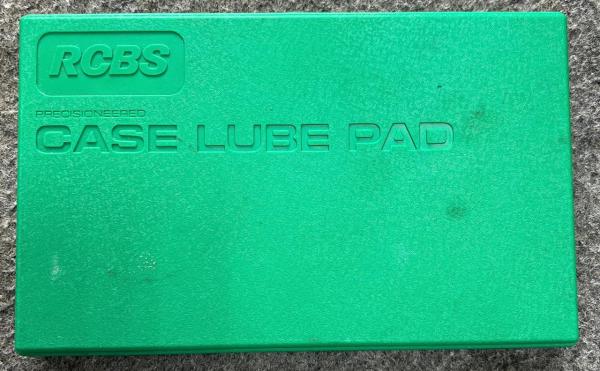 RCBS
PRECISIONEERED
CASE LUBE PAD